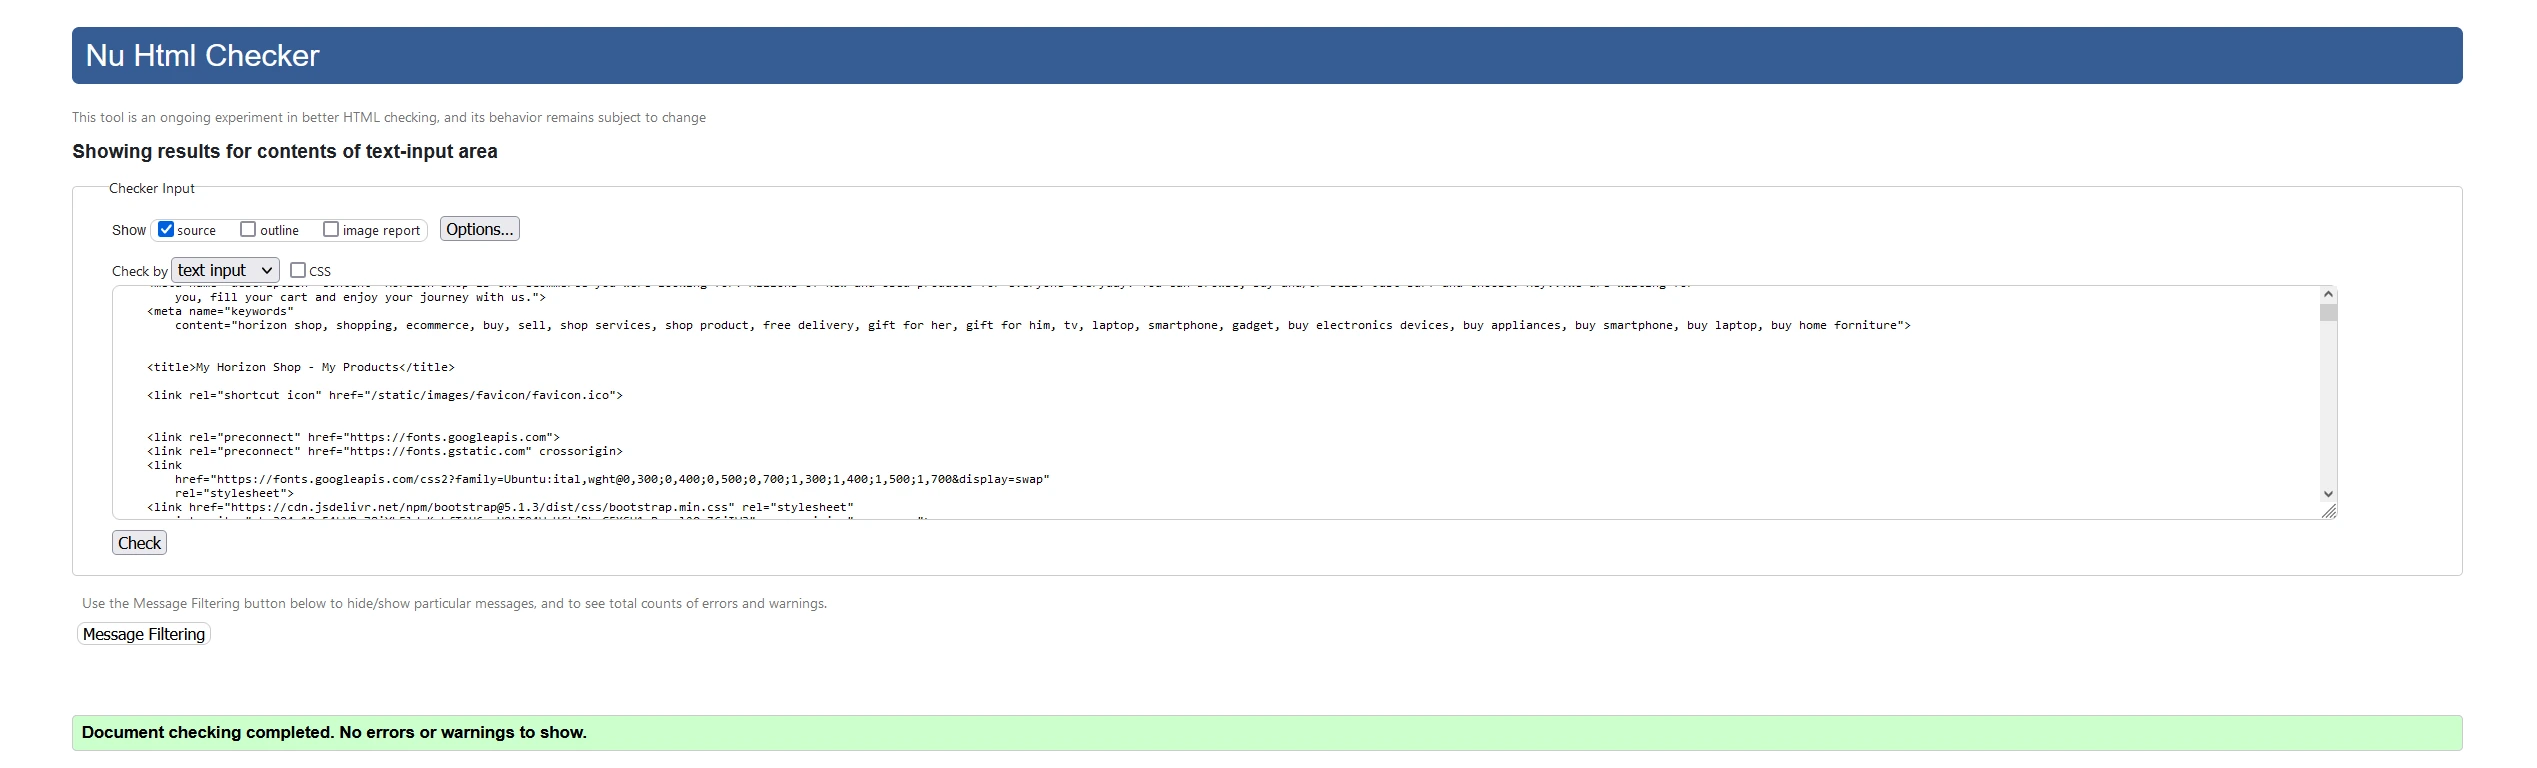 Nu Html Checker
This tool is an ongoing experiment in better HTML checking, and its behavior remains subject to change
Showing results for contents of text-input area
Checker Input
Show source outline image report Options...
Check by text input CSS
you, fill your cart and enjoy your journey with us.">
<meta name="keywords"
content="horizon shop, shopping, ecommerce, buy, sell, shop services, shop product, free delivery, gift for her, gift for him, tv, laptop, smartphone, gadget, buy electronics devices, buy appliances, buy smartphone, buy laptop, buy home forniture">
<title>My Horizon Shop - My Products</title>
<link rel="shortcut icon" href="/static/images/favicon/favicon.ico">
<link rel="preconnect" href="https://fonts.googleapis.com">
<link rel="preconnect" href="https://fonts.gstatic.com" crossorigin>
<link
href="https://fonts.googleapis.com/css2?family=Ubuntu:ital,wght@0,300;0,400;0,500;0,700;1,300;1,400;1,500;1,700&display=swap"
rel="stylesheet">
<link href="https://cdn.jsdelivr.net/npm/bootstrap@5.1.3/dist/css/bootstrap.min.css" rel="stylesheet"
Check
Use the Message Filtering button below to hide/show particular messages, and to see total counts of errors and warnings.
Message Filtering
Document checking completed. No errors or warnings to show.